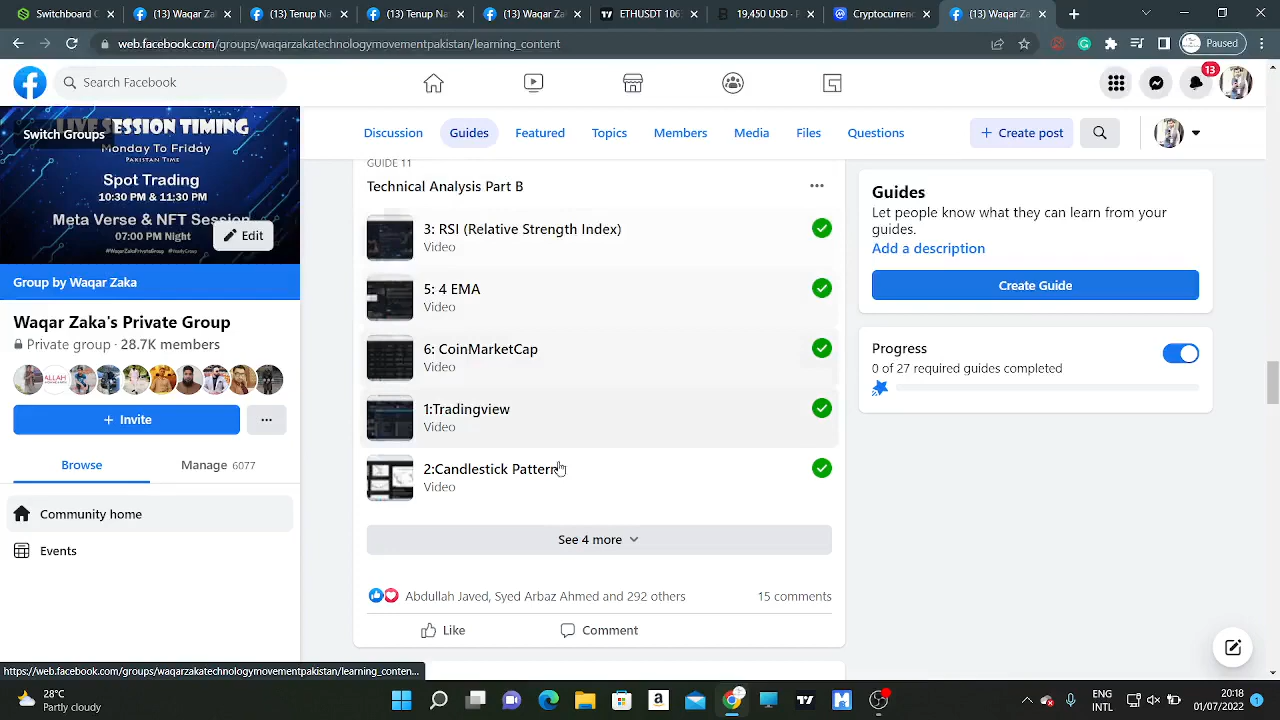 (13) Waqar Za
Tenup Na
(13) Tenup Na
(13) Waqar Za
ETHUSDT 106
19,450 USD - P
Cryptocurrenc
(13) Waqar Za
web.facebook.com/groups/waqarzakatechnologymovementpakistan/learning_content
Paused
Search Facebook
13
Switch Groups
LIVE SESSION TIMING
Monday To Friday
PAKISTAN TIME
Spot Trading
10:30 PM & 11:30 PM
Meta Verse & NFT Session
07:00 PM Night
Edit
Group by Waqar Zaka
Waqar Zaka's Private Group
Private group · 28.7K members
+ Invite
Browse
Manage 6077
Community home
Events
Discussion
Guides
Featured
Topics
Members
Media
Files
Questions
+ Create post
GUIDE 11
Technical Analysis Part B
3: RSI (Relative Strength Index)
Video
5: 4 EMA
Video
6: CoinMarketCap
Video
1:TradingView
Video
2:Candlestick Pattern
Video
See 4 more
Abdullah Javed, Syed Arbaz Ahmed and 292 others
15 comments
Like
Comment
Guides
Let people know what they can learn from your
guides.
Add a description
Create Guide
Progress
0 of 27 required guides completed
https://web.facebook.com/groups/waqarzakatechnologymovementpakistan/learning_conten...
28°C
Partly cloudy
ENG
INTL
20:18
01/07/2022
1